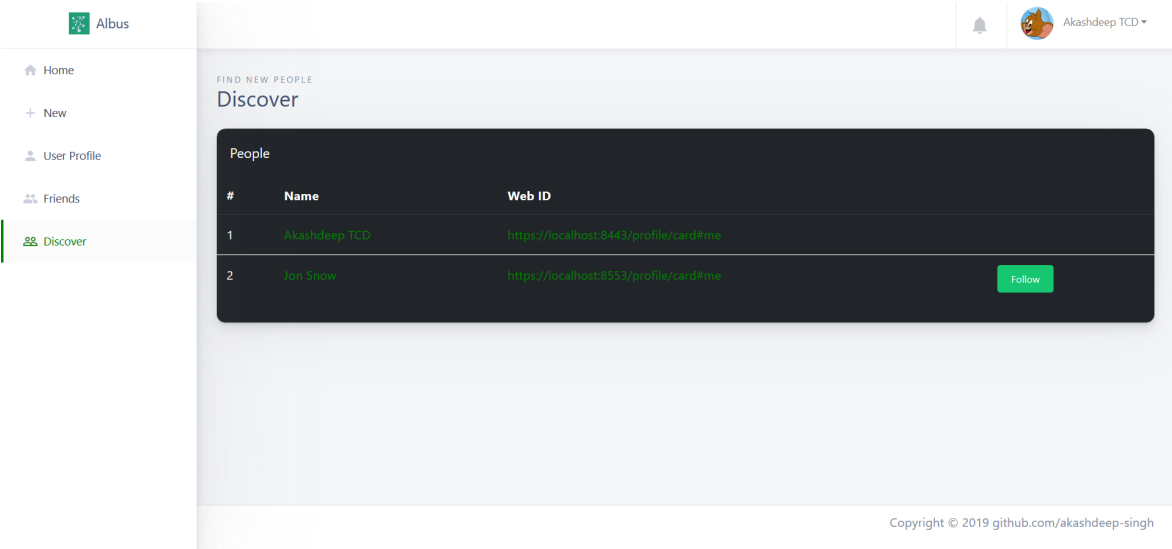 Albus
Akashdeep TCD
Home
New
User Profile
Friends
Discover
FIND NEW PEOPLE
Discover
People
# Name Web ID
1 Akashdeep TCD https://localhost:8443/profile/card#me
2 Jon Snow https://localhost:8553/profile/card#me Follow
Copyright © 2019 github.com/akashdeep-singh